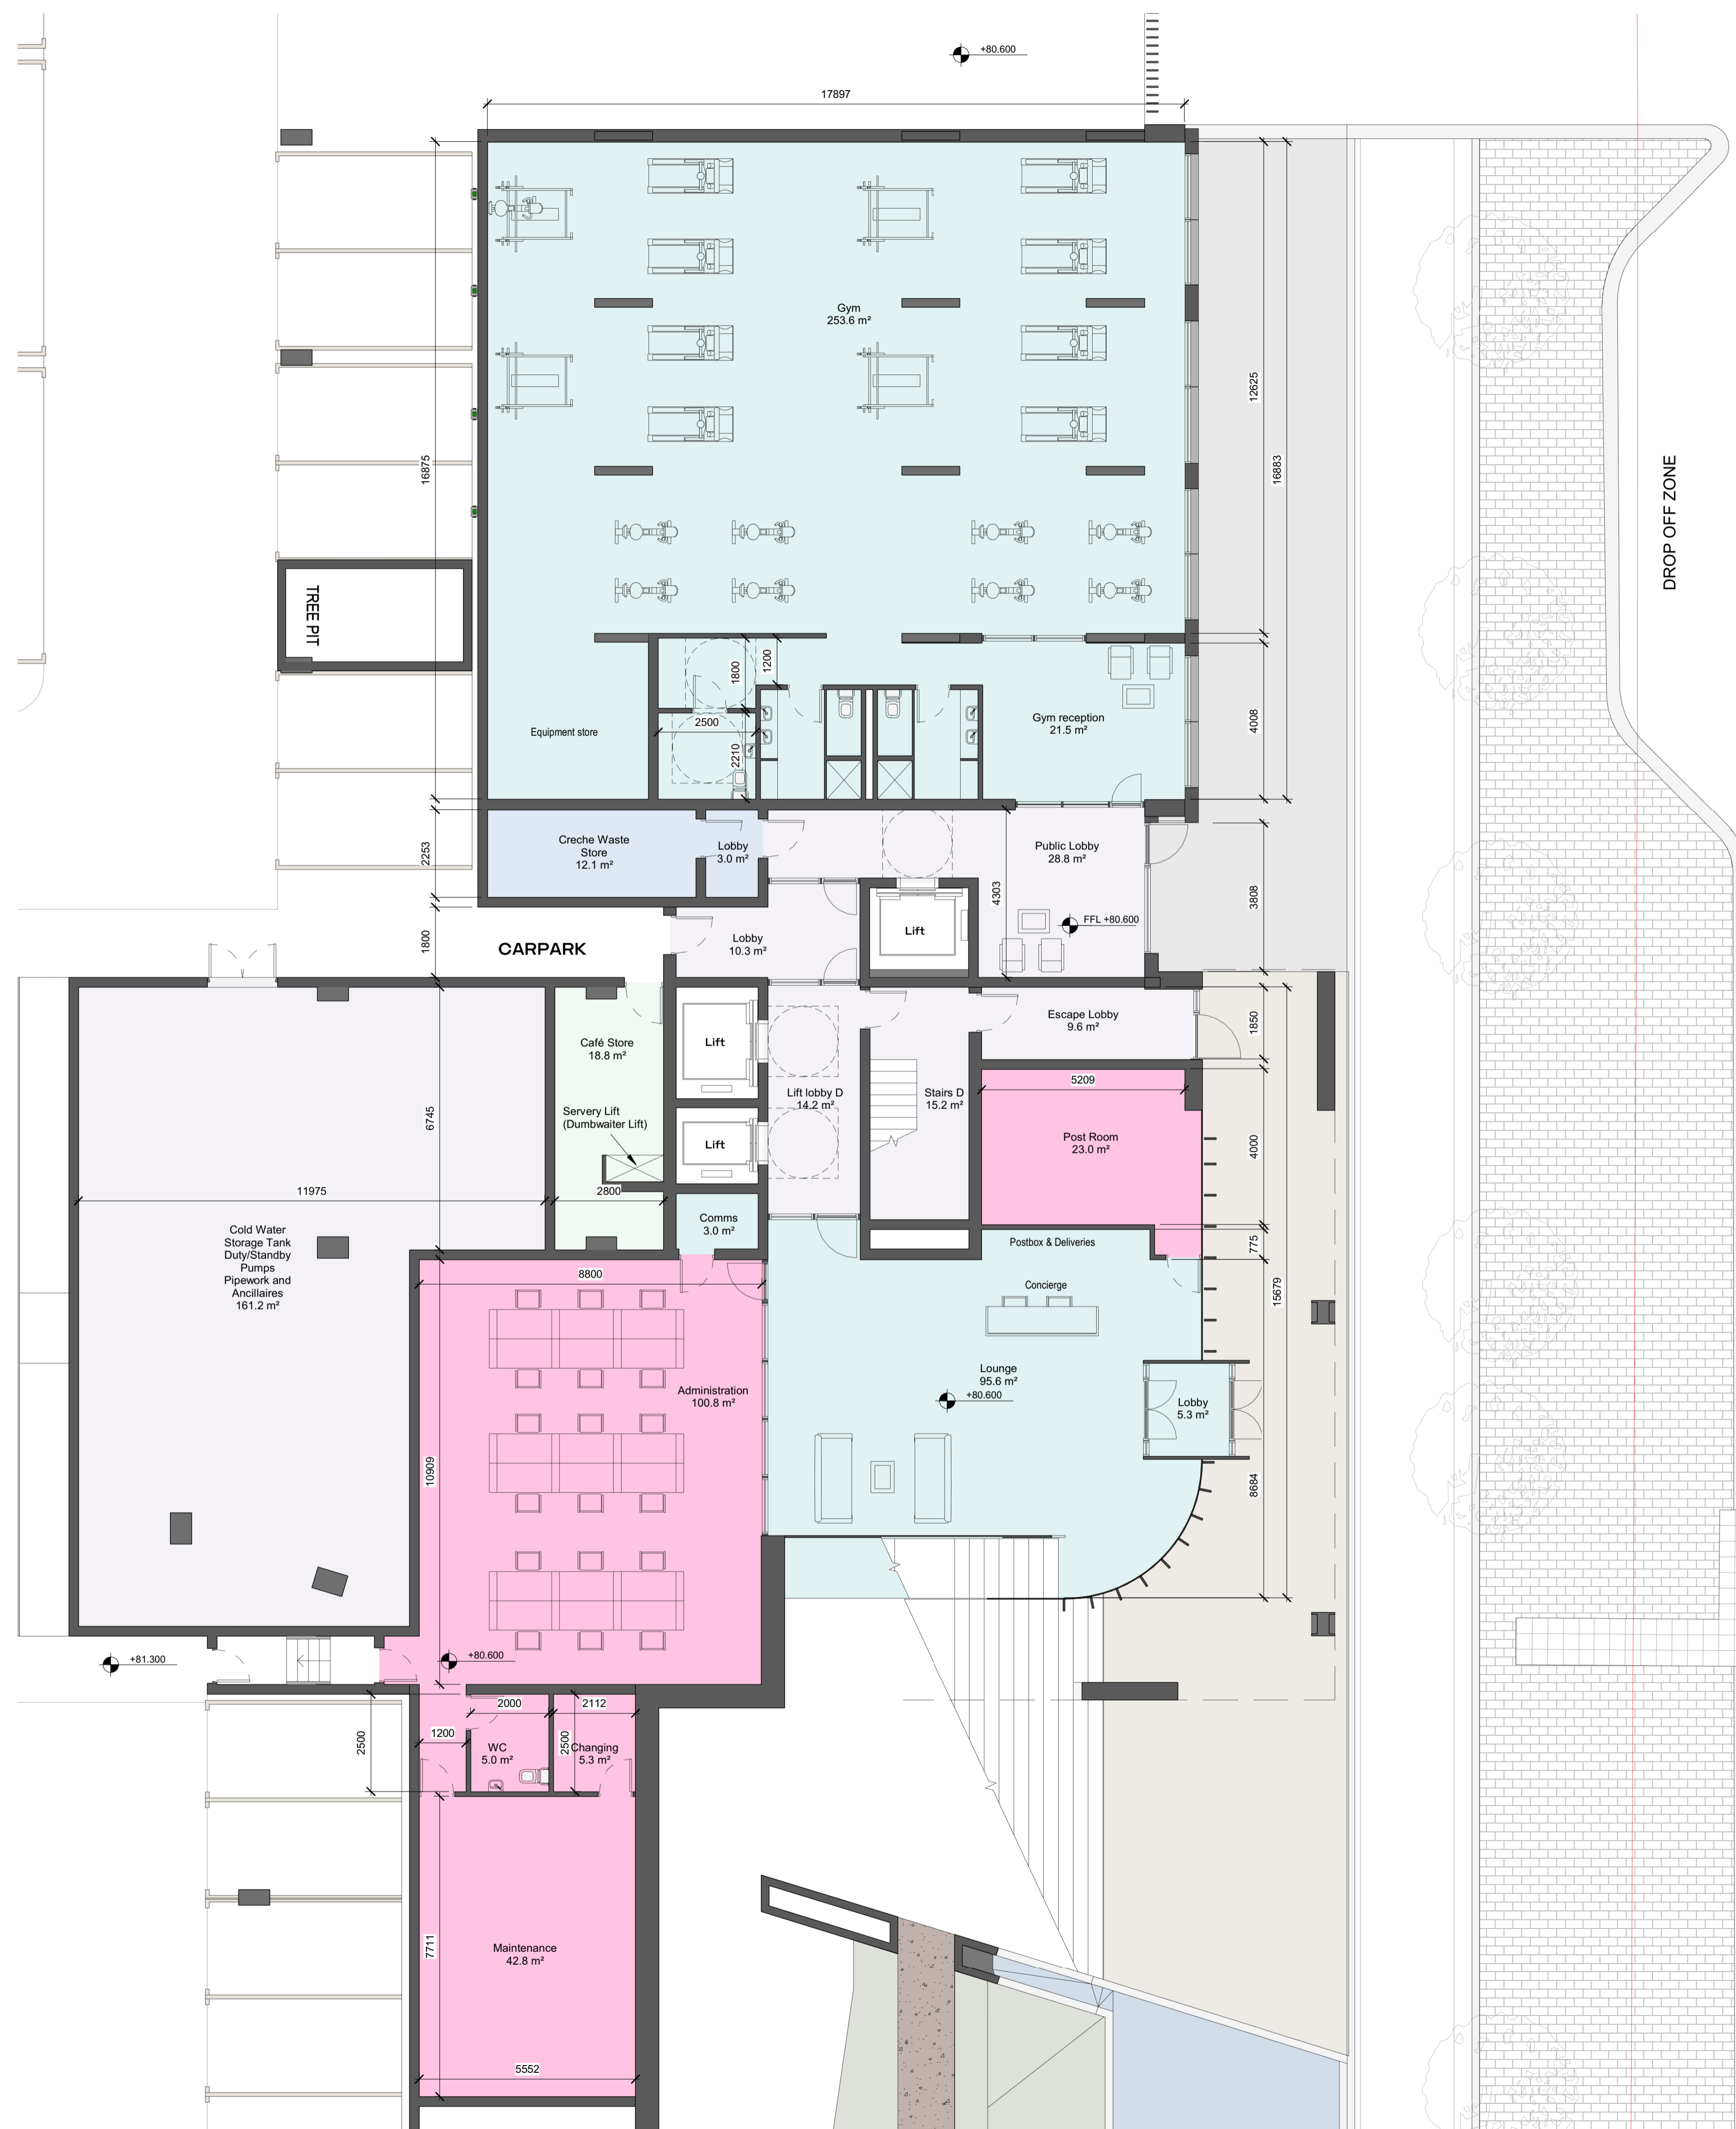 +80.600
17897
Gym
253.6 m²
12625
16883
16875
DROP OFF ZONE
TREE PIT
1800
1200
2500
2210
Equipment store
Gym reception
21.5 m²
4008
Creche Waste
Store
12.1 m²
Lobby
3.0 m²
Public Lobby
28.8 m²
2253
4303
3808
FFL +80.600
Lift
Lobby
10.3 m²
CARPARK
1800
Café Store
18.8 m²
Lift
Escape Lobby
9.6 m²
1850
Lift lobby D
14.2 m²
Stairs D
15.2 m²
5209
Servery Lift
(Dumbwaiter Lift)
6745
Lift
Post Room
23.0 m²
4000
11975
2800
Comms
3.0 m²
Cold Water
Storage Tank
Duty/Standby
Pumps
Pipework and
Ancillaires
161.2 m²
Postbox & Deliveries
775
8800
Concierge
15679
Lounge
95.6 m²
+80.600
Administration
100.8 m²
Lobby
5.3 m²
10909
8684
+81.300
+80.600
2000
2112
1200
2500
WC
5.0 m²
2500
Changing
5.3 m²
7711
Maintenance
42.8 m²
5552